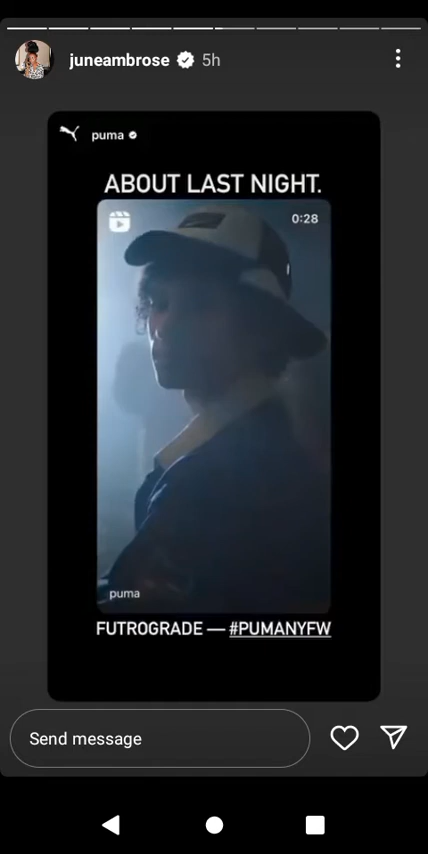 juneambrose 5h
puma
ABOUT LAST NIGHT.
0:28
puma
FUTROGRADE — #PUMANYFW
Send message